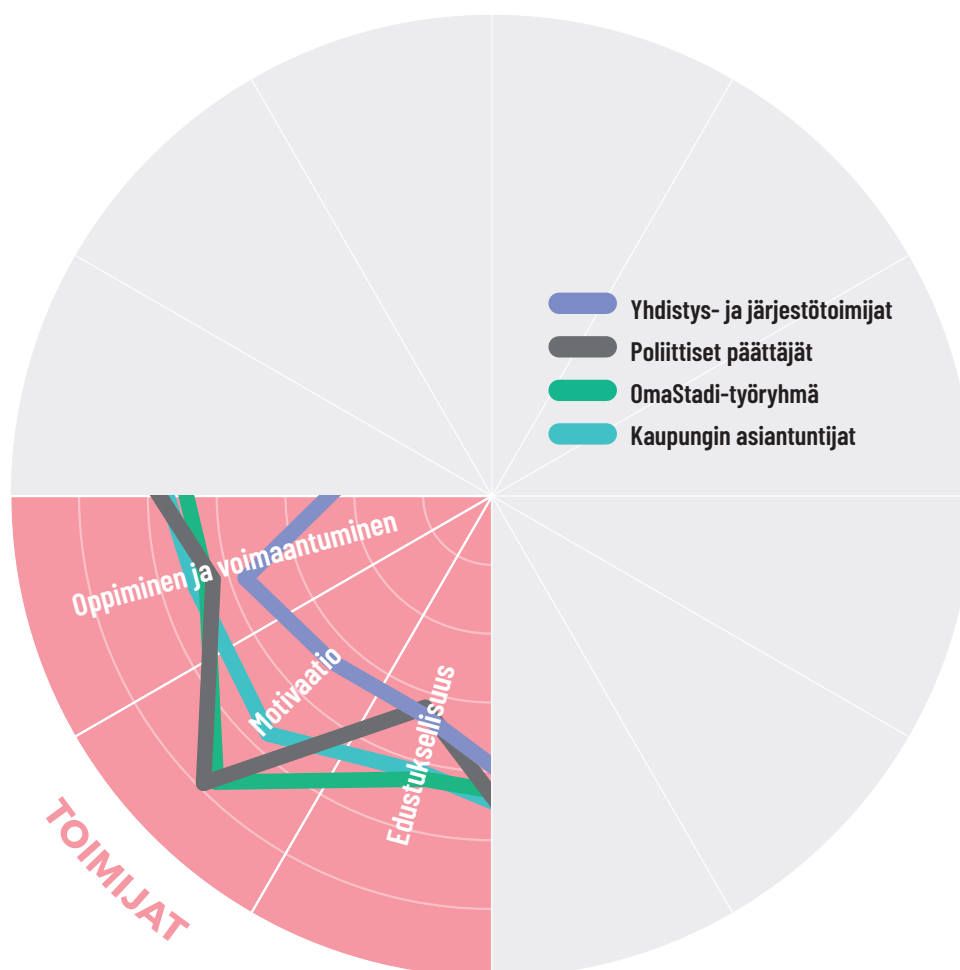 Yhdistys- ja järjestötoimijat
Poliittiset päättäjät
OmaStadi-työryhmä
Kaupungin asiantuntijat
Oppiminen ja voimaantuminen
Motivaatio
Edustuksellisuus
TOIMIJAT